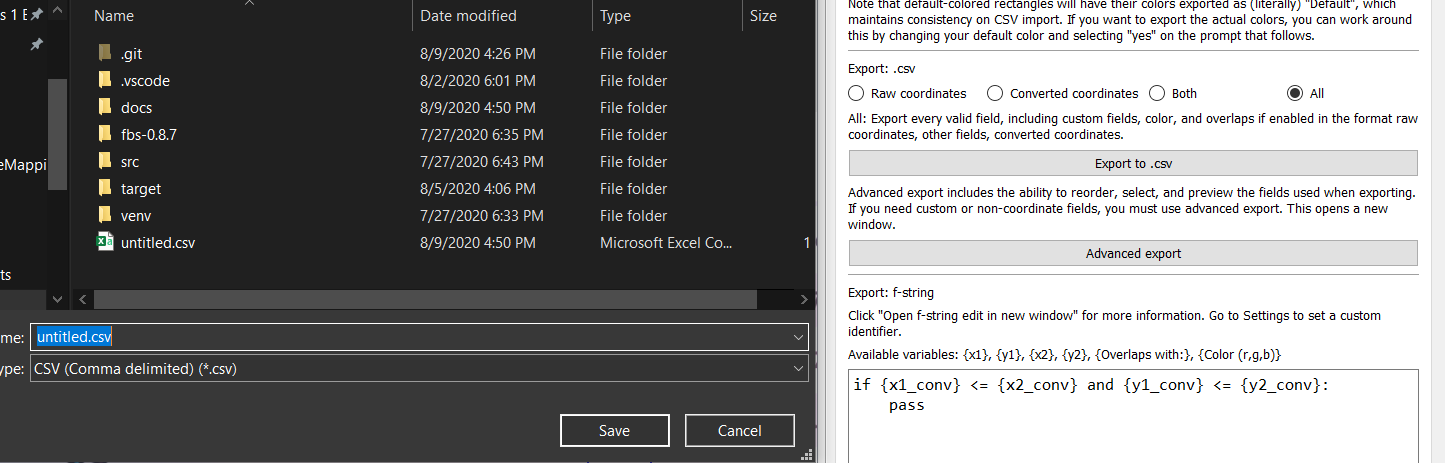 s 1 E
Name Date modified Type Size
.git 8/9/2020 4:26 PM File folder
.vscode 8/2/2020 6:01 PM File folder
docs 8/9/2020 4:50 PM File folder
fbs-0.8.7 7/27/2020 6:35 PM File folder
eMappi
src 7/27/2020 6:43 PM File folder
target 8/5/2020 4:06 PM File folder
venv 7/27/2020 6:33 PM File folder
untitled.csv 8/9/2020 4:50 PM Microsoft Excel Co... 1
ts
me: untitled.csv
ype: CSV (Comma delimited) (*.csv)
Save Cancel
Note that default-colored rectangles will have their colors exported as (literally) "Default", which
maintains consistency on CSV import. If you want to export the actual colors, you can work around
this by changing your default color and selecting "yes" on the prompt that follows.
Export: .csv
Raw coordinates Converted coordinates Both All
All: Export every valid field, including custom fields, color, and overlaps if enabled in the format raw
coordinates, other fields, converted coordinates.
Export to .csv
Advanced export includes the ability to reorder, select, and preview the fields used when exporting.
If you need custom or non-coordinate fields, you must use advanced export. This opens a new
window.
Advanced export
Export: f-string
Click "Open f-string edit in new window" for more information. Go to Settings to set a custom
identifier.
Available variables: {x1}, {y1}, {x2}, {y2}, {Overlaps with:}, {Color (r,g,b)}
if {x1_conv} <= {x2_conv} and {y1_conv} <= {y2_conv}:
    pass